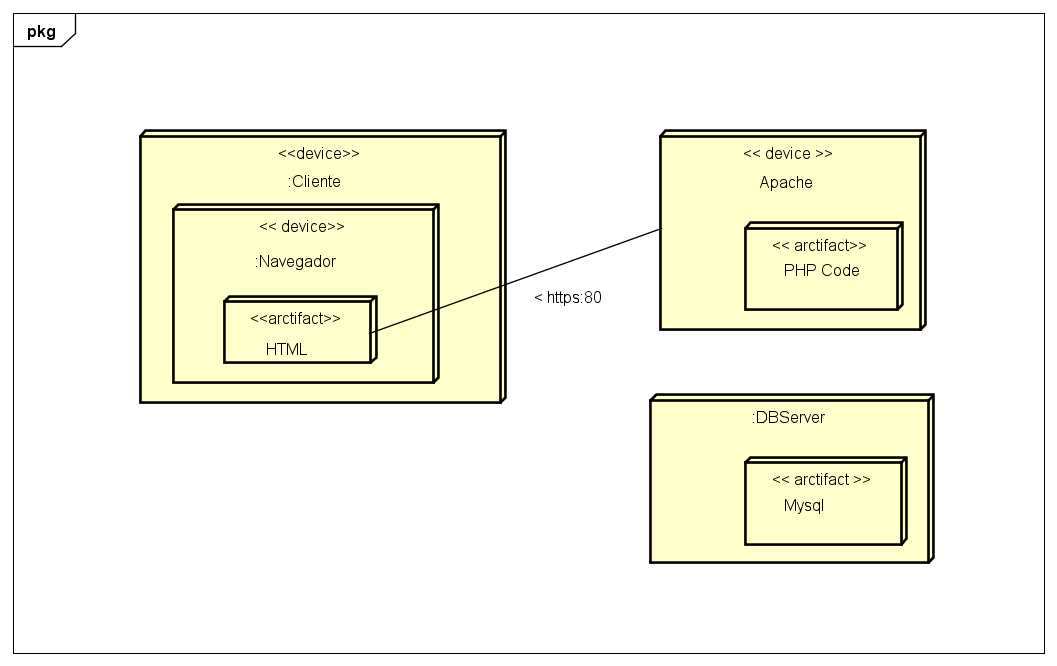 pkg
<<device>>
:Cliente
<< device>>
:Navegador
<<arctifact>>
HTML
< https:80
<< device >>
Apache
<< arctifact>>
PHP Code
:DBServer
<< arctifact >>
Mysql